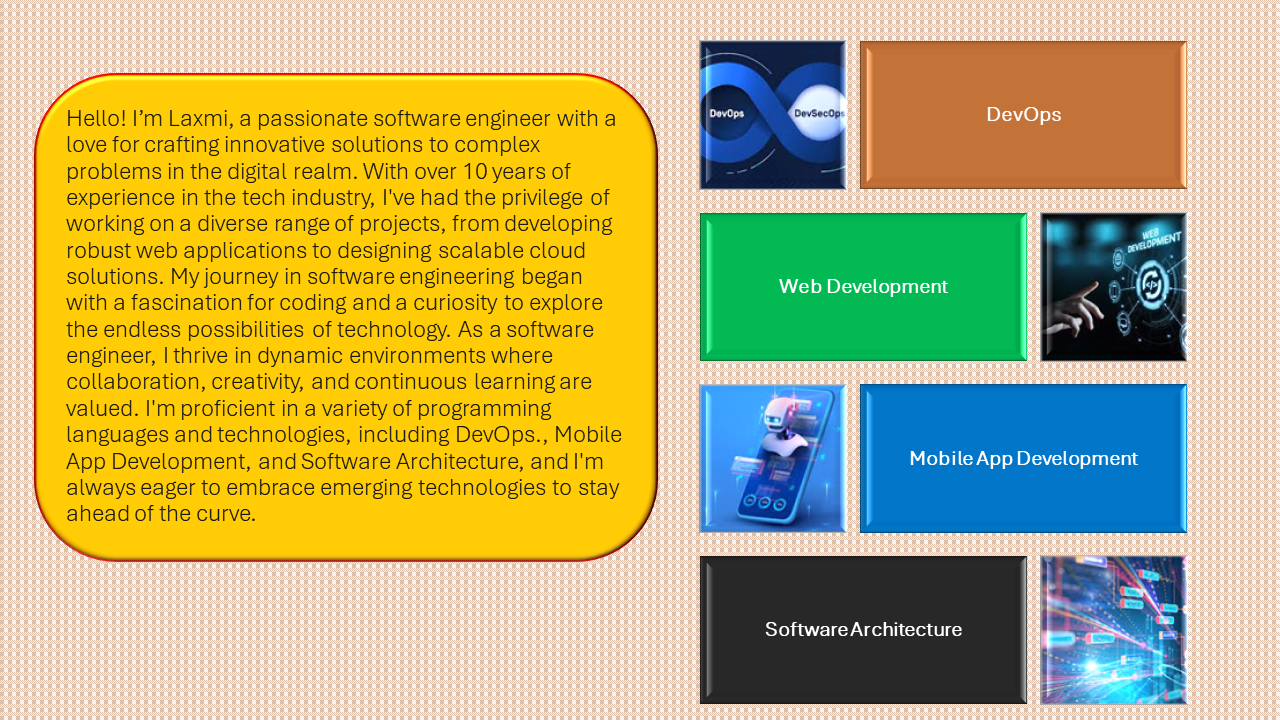 Hello! I’m Laxmi, a passionate software engineer with a
love for crafting innovative solutions to complex
problems in the digital realm. With over 10 years of
experience in the tech industry, I've had the privilege of
working on a diverse range of projects, from developing
robust web applications to designing scalable cloud
solutions. My journey in software engineering began
with a fascination for coding and a curiosity to explore
the endless possibilities of technology. As a software
engineer, I thrive in dynamic environments where
collaboration, creativity, and continuous learning are
valued. I'm proficient in a variety of programming
languages and technologies, including DevOps., Mobile
App Development, and Software Architecture, and I'm
always eager to embrace emerging technologies to stay
ahead of the curve.
DevOps
DevSecOps
DevOps
Web Development
WEB
DEVELOPMENT
</>
Mobile App Development
Software Architecture